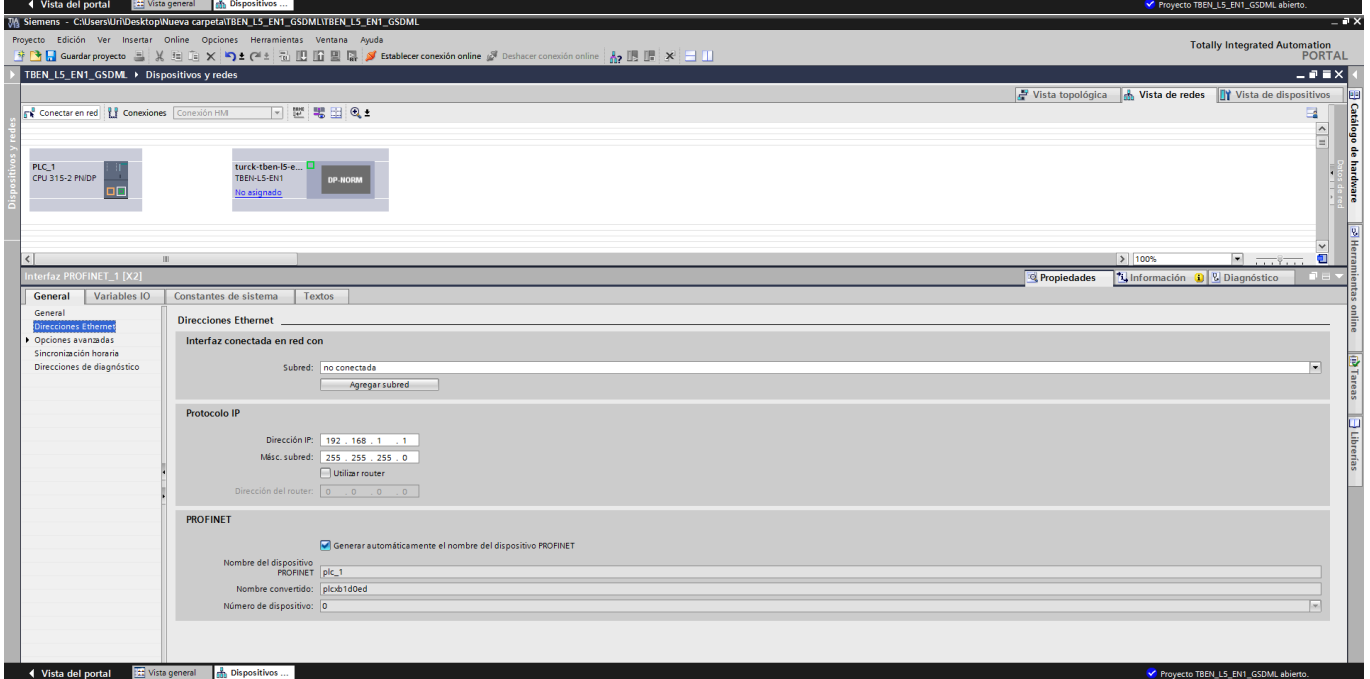 Vista del portal Vista general Dispositivos ... Proyecto TBEN_L5_EN1_GSDML abierto.
Siemens - C:\Users\Uri\Desktop\Nueva carpeta\TBEN_L5_EN1_GSDML\TBEN_L5_EN1_GSDML
Proyecto Edición Ver Insertar Online Opciones Herramientas Ventana Ayuda
Totally Integrated Automation
PORTAL
Guardar proyecto Establecer conexión online Deshacer conexión online
TBEN_L5_EN1_GSDML Dispositivos y redes
Vista topológica Vista de redes Vista de dispositivos
Conectar en red Conexiones Conexión HMI
PLC_1
CPU 315-2 PN/DP
turck-tben-l5-e...
TBEN-L5-EN1
No asignado
DP-NORM
Dispositivos y redes
Datos de red
Catálogo de hardware
Herramientas online
Tareas
Librerías
100%
Interfaz PROFINET_1 [X2]
Propiedades Información Diagnóstico
General Variables IO Constantes de sistema Textos
General
Direcciones Ethernet
Opciones avanzadas
Sincronización horaria
Direcciones de diagnóstico
Direcciones Ethernet
Interfaz conectada en red con
Subred: no conectada
Agregar subred
Protocolo IP
Dirección IP: 192 . 168 . 1 . 1
Másc. subred: 255 . 255 . 255 . 0
Utilizar router
Dirección del router: 0 . 0 . 0 . 0
PROFINET
Generar automáticamente el nombre del dispositivo PROFINET
Nombre del dispositivo
PROFINET plc_1
Nombre convertido: plcxb1d0ed
Número de dispositivo: 0
Vista del portal Vista general Dispositivos ... Proyecto TBEN_L5_EN1_GSDML abierto.